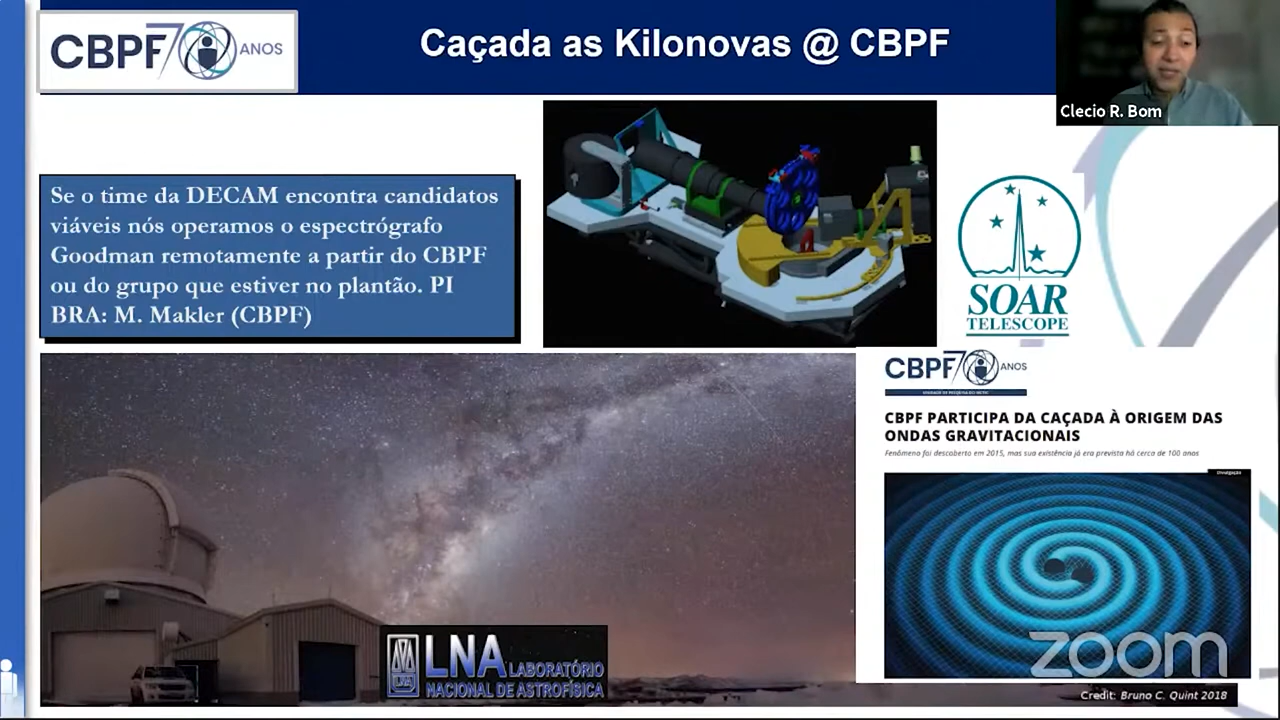 CBPF 70 ANOS
Caçada as Kilonovas @ CBPF
Clecio R. Bom
Se o time da DECAM encontra candidatos
viáveis nós operamos o espectrógrafo
Goodman remotamente a partir do CBPF
ou do grupo que estiver no plantão. PI
BRA: M. Makler (CBPF)
SOAR
TELESCOPE
CBPF 70 ANOS
CBPF PARTICIPA DA CAÇADA À ORIGEM DAS
ONDAS GRAVITACIONAIS
Fenômeno foi descoberto em 2015, mas sua existência já era prevista há cerca de 100 anos
LNA LABORATÓRIO
NACIONAL DE ASTROFÍSICA
zoom
Credit: Bruno C. Quint 2018